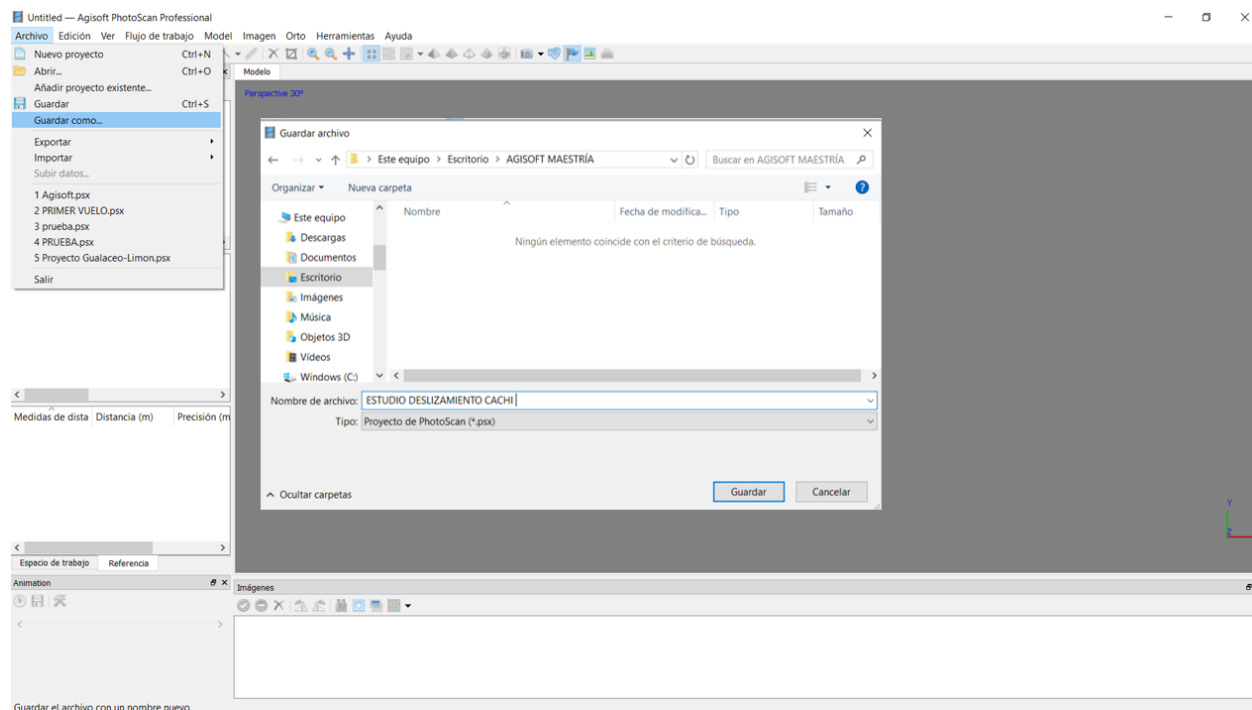 Untitled — Agisoft PhotoScan Professional
Archivo Edición Ver Flujo de trabajo Model Imagen Orto Herramientas Ayuda
Nuevo proyecto Ctrl+N
Abrir... Ctrl+O
Añadir proyecto existente...
Guardar Ctrl+S
Guardar como...
Exportar
Importar
Subir datos...
1 Agisoft.psx
2 PRIMER VUELO.psx
3 prueba.psx
4 PRUEBA.psx
5 Proyecto Gualaceo-Limon.psx
Salir
Modelo
Perspective 30°
Guardar archivo
Este equipo > Escritorio > AGISOFT MAESTRÍA
Buscar en AGISOFT MAESTRÍA
Organizar Nueva carpeta
Este equipo
Descargas
Documentos
Escritorio
Imágenes
Música
Objetos 3D
Vídeos
Windows (C:)
Nombre Fecha de modifica... Tipo Tamaño
Ningún elemento coincide con el criterio de búsqueda.
Nombre de archivo: ESTUDIO DESLIZAMIENTO CACHI
Tipo: Proyecto de PhotoScan (*.psx)
Ocultar carpetas
Guardar Cancelar
Medidas de dista Distancia (m) Precisión (m
Y
Z
Espacio de trabajo Referencia
Animation
Imágenes
Guardar el archivo con un nombre nuevo